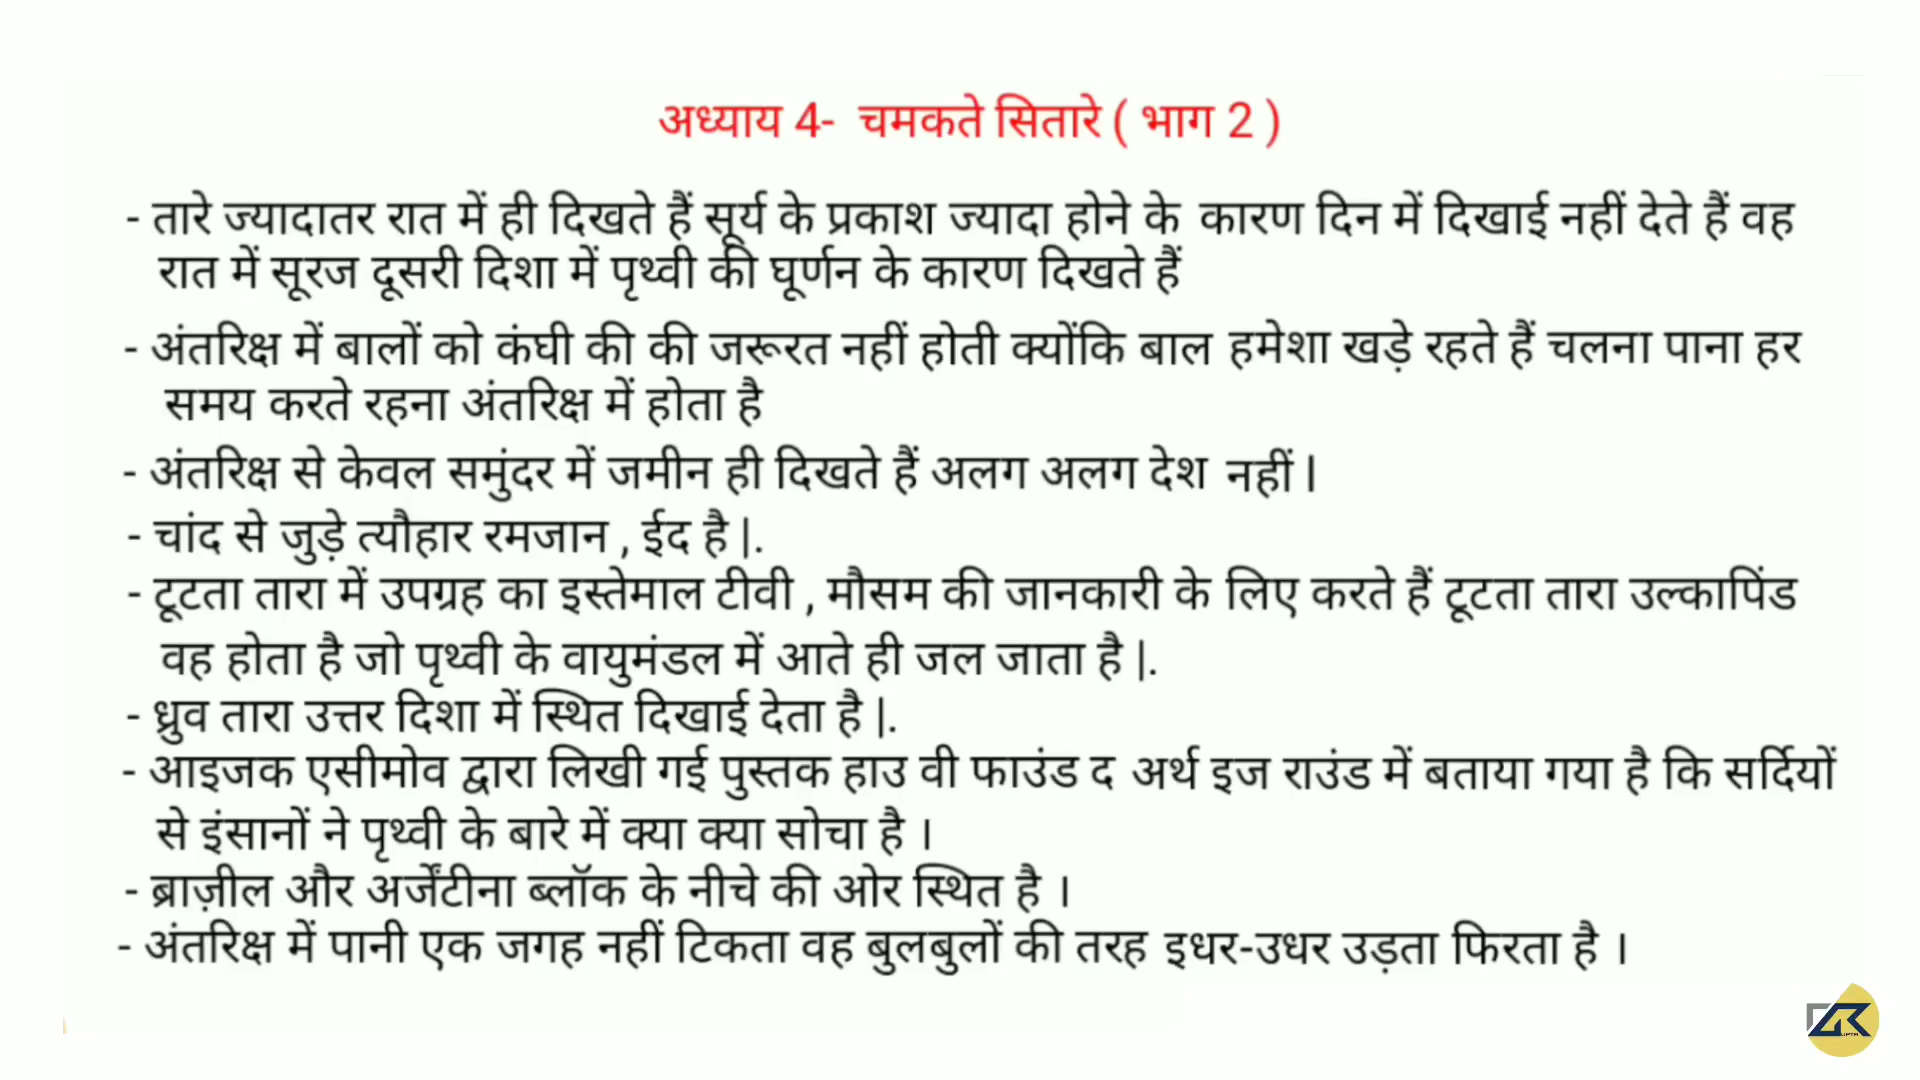 अध्याय 4- चमकते सितारे ( भाग 2 )
- तारे ज्यादातर रात में ही दिखते हैं सूर्य के प्रकाश ज्यादा होने के कारण दिन में दिखाई नहीं देते हैं वह
रात में सूरज दूसरी दिशा में पृथ्वी की घूर्णन के कारण दिखते हैं
- अंतरिक्ष में बालों को कंघी की की जरूरत नहीं होती क्योंकि बाल हमेशा खड़े रहते हैं चलना पाना हर
समय करते रहना अंतरिक्ष में होता है
- अंतरिक्ष से केवल समुंदर में जमीन ही दिखते हैं अलग अलग देश नहीं |
- चांद से जुड़े त्यौहार रमजान , ईद है |.
- टूटता तारा में उपग्रह का इस्तेमाल टीवी , मौसम की जानकारी के लिए करते हैं टूटता तारा उल्कापिंड
वह होता है जो पृथ्वी के वायुमंडल में आते ही जल जाता है |.
- ध्रुव तारा उत्तर दिशा में स्थित दिखाई देता है |.
- आइजक एसीमोव द्वारा लिखी गई पुस्तक हाउ वी फाउंड द अर्थ इज राउंड में बताया गया है कि सर्दियों
से इंसानों ने पृथ्वी के बारे में क्या क्या सोचा है ।
- ब्राज़ील और अर्जेंटीना ब्लॉक के नीचे की ओर स्थित है ।
- अंतरिक्ष में पानी एक जगह नहीं टिकता वह बुलबुलों की तरह इधर-उधर उड़ता फिरता है ।